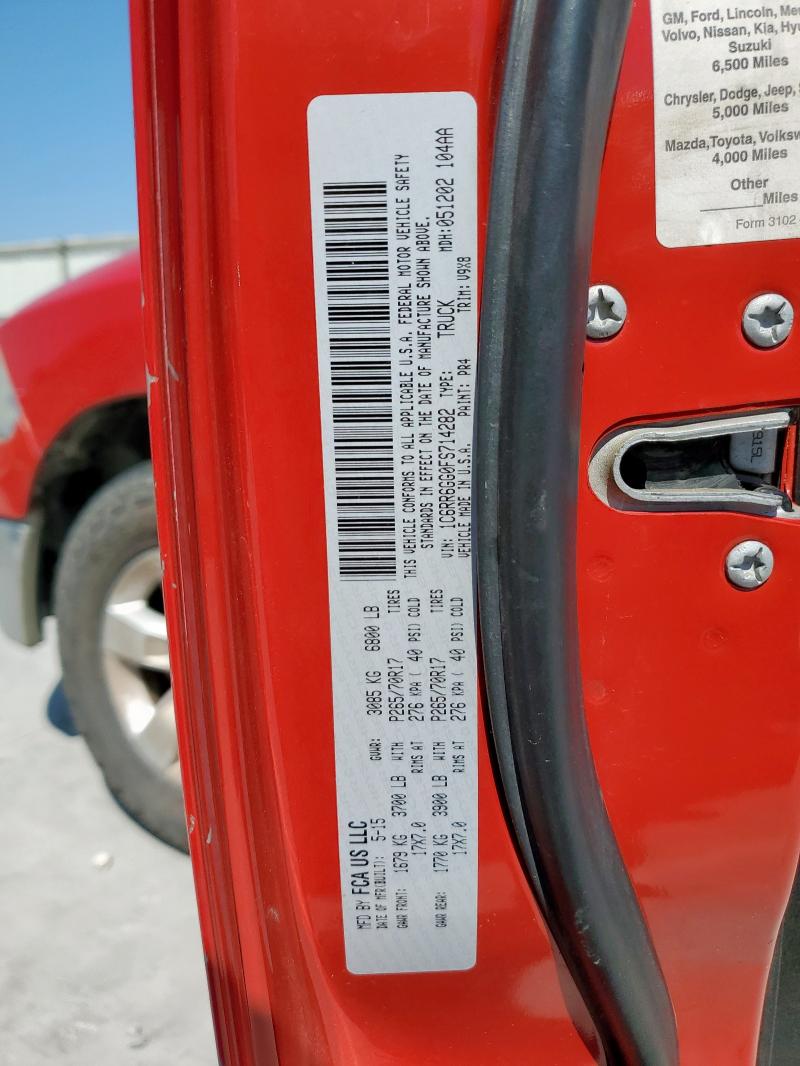 MFD BY FCA US LLC
DATE OF MFR(BUILT): 5-15 GVWR: 3085 KG 6800 LB
GAWR FRONT: 1679 KG 3700 LB WITH P265/70R17 TIRES
17X7.0 RIMS AT 276 KPA ( 40 PSI) COLD
GAWR REAR: 1770 KG 3900 LB WITH P265/70R17 TIRES
17X7.0 RIMS AT 276 KPA ( 40 PSI) COLD
THIS VEHICLE CONFORMS TO ALL APPLICABLE U.S.A. FEDERAL MOTOR VEHICLE SAFETY
STANDARDS IN EFFECT ON THE DATE OF MANUFACTURE SHOWN ABOVE.
VIN: 1C6RR6GG0FS714282 TYPE: TRUCK MDH:051202 104AA
VEHICLE MADE IN U.S.A. PAINT: PR4 TRIM: V9X8
GM, Ford, Lincoln,
Volvo, Nissan, Kia,
Suzuki
6,500 Miles
Chrysler, Dodge, Jeep,
5,000 Miles
Mazda,Toyota,
4,000 Miles
Other
Miles
Form 3102